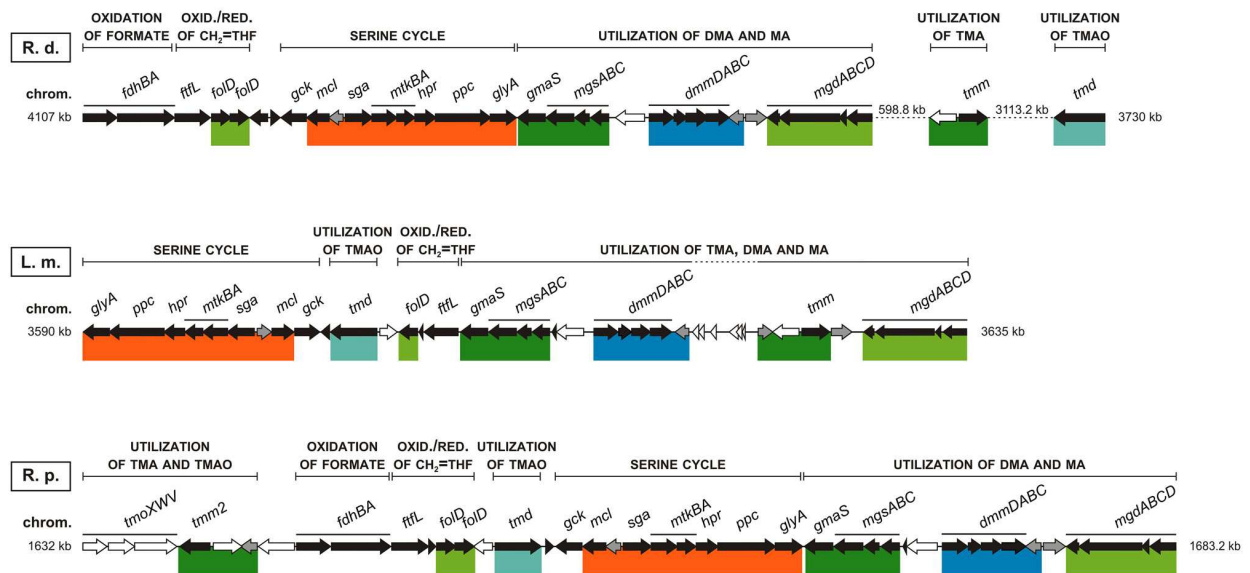 OXIDATION OF FORMATE
OXID./RED. OF CH₂=THF
SERINE CYCLE
UTILIZATION OF DMA AND MA
UTILIZATION OF TMA
UTILIZATION OF TMAO
R. d.
fdhBA ftfL folD folD gck mcl sga mtkBA hpr ppc glyA gmaS mgsABC dmmDABC mgdABCD tmm tmd
chrom.
4107 kb 598.8 kb 3113.2 kb 3730 kb
SERINE CYCLE
UTILIZATION OF TMAO
OXID./RED. OF CH₂=THF
UTILIZATION OF TMA, DMA AND MA
L. m.
glyA ppc hpr mtkBA sga mcl gck tmd folD ftfL gmaS mgsABC dmmDABC tmm mgdABCD
chrom.
3590 kb 3635 kb
UTILIZATION OF TMA AND TMAO
OXIDATION OF FORMATE
OXID./RED. OF CH₂=THF
UTILIZATION OF TMAO
SERINE CYCLE
UTILIZATION OF DMA AND MA
R. p.
tmoXWV tmm2 fdhBA ftfL folD folD tmd gck mcl sga mtkBA hpr ppc glyA gmaS mgsABC dmmDABC mgdABCD
chrom.
1632 kb 1683.2 kb